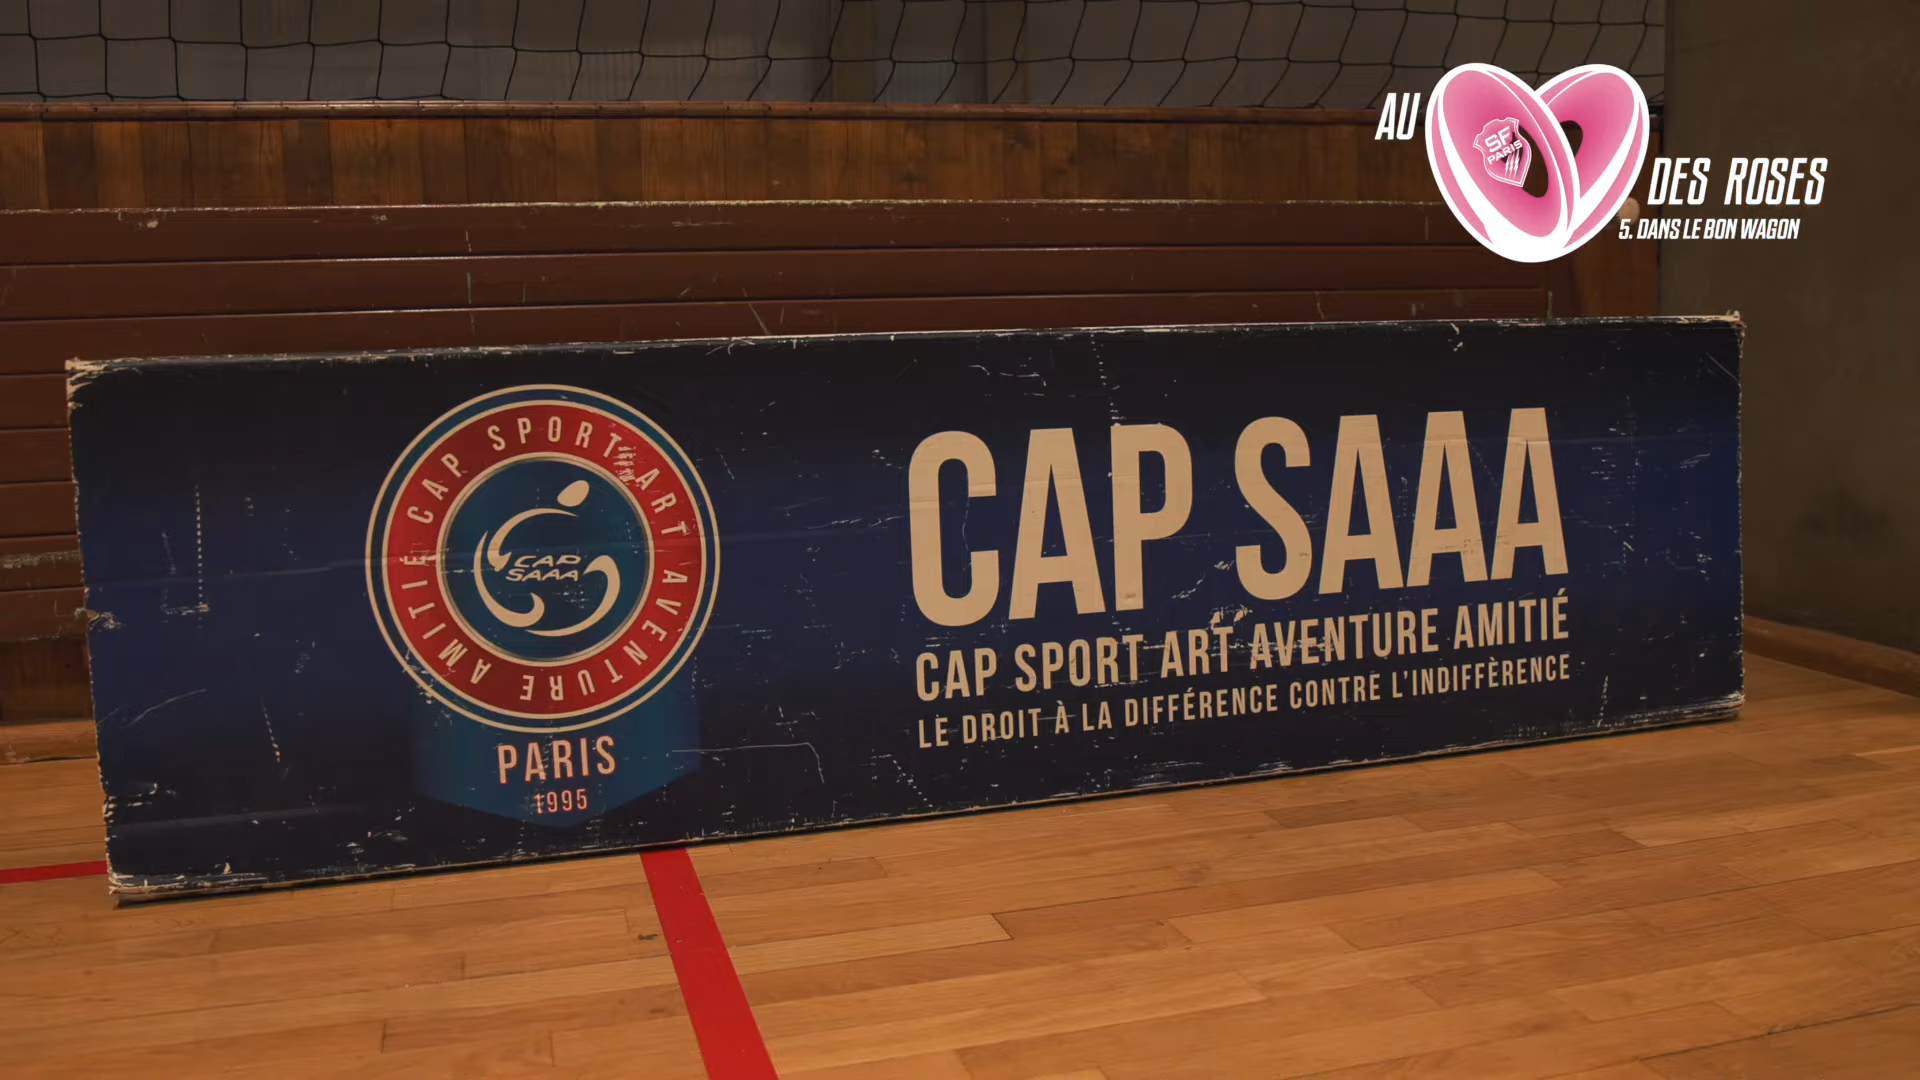 AU
SF
PARIS
DES ROSES
5. DANS LE BON WAGON
CAP SPORT ART AVENTURE AMITIÉ
CAP
SAAA
PARIS
1995
CAP SAAA
CAP SPORT ART AVENTURE AMITIÉ
LE DROIT À LA DIFFÉRENCE CONTRE L'INDIFFÈRENCE